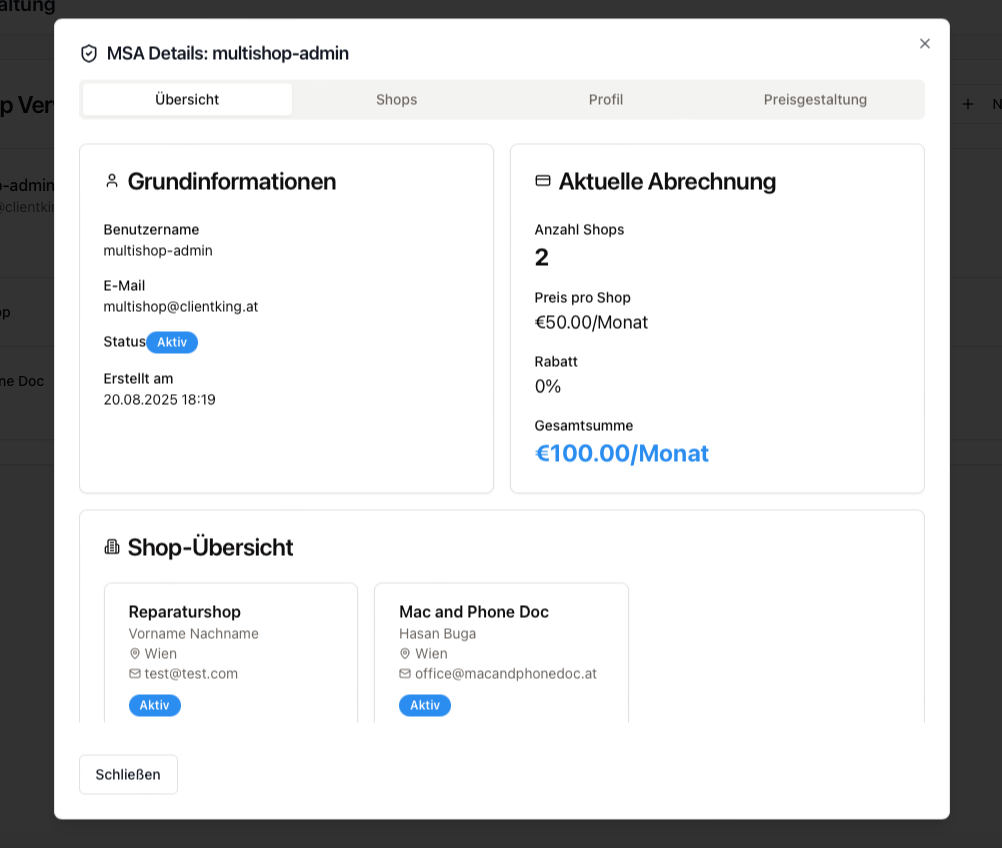 altung
MSA Details: multishop-admin
Übersicht
Shops
Profil
Preisgestaltung
p Ver
+ N
-admin
@clientki
op
ne Doc
Grundinformationen
Benutzername
multishop-admin
E-Mail
multishop@clientking.at
Status Aktiv
Erstellt am
20.08.2025 18:19
Aktuelle Abrechnung
Anzahl Shops
2
Preis pro Shop
€50.00/Monat
Rabatt
0%
Gesamtsumme
€100.00/Monat
Shop-Übersicht
Reparaturshop
Vorname Nachname
Wien
test@test.com
Aktiv
Mac and Phone Doc
Hasan Buga
Wien
office@macandphonedoc.at
Aktiv
Schließen